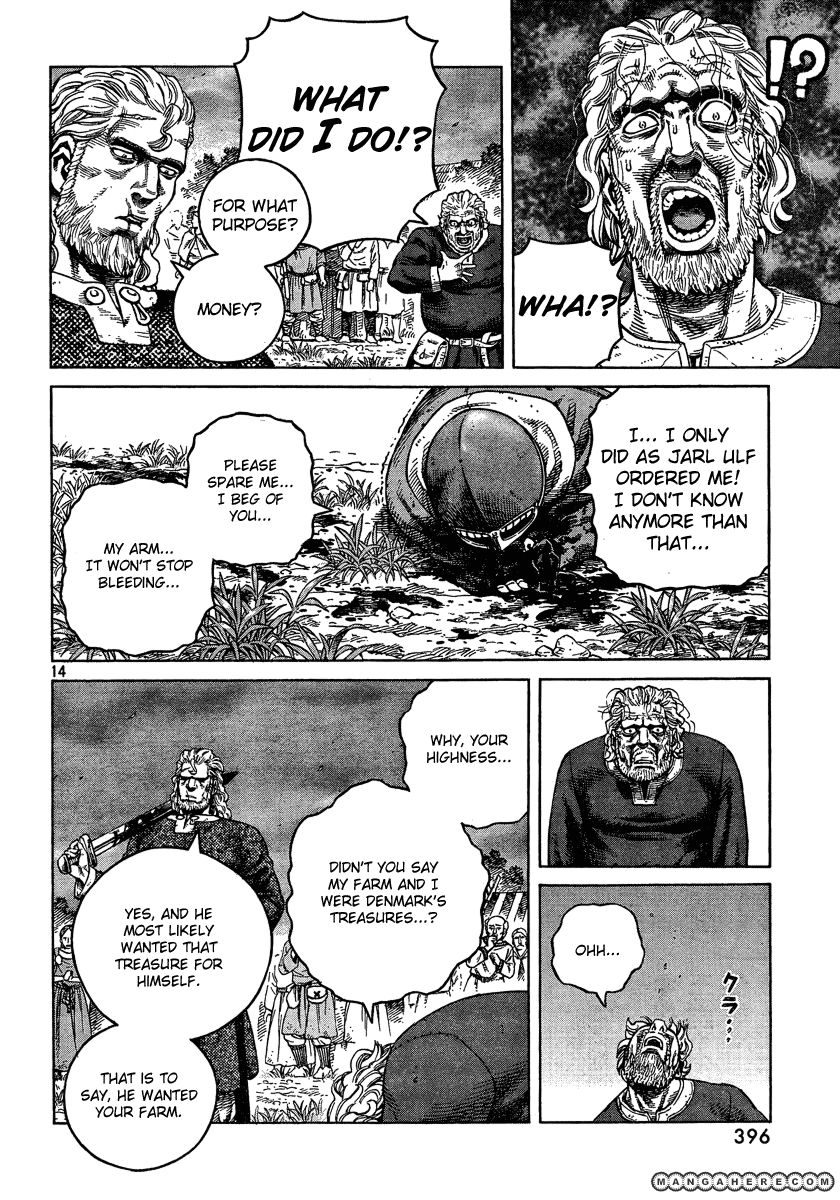 !?
WHA!?
WHAT
DID I DO!?
FOR WHAT
PURPOSE?
MONEY?
I... I ONLY
DID AS JARL ULF
ORDERED ME!
I DON'T KNOW
ANYMORE THAN
THAT...
PLEASE
SPARE ME...
I BEG OF
YOU...
MY ARM...
IT WON'T STOP
BLEEDING...
14
OHH...
クラ…
WHY, YOUR
HIGHNESS...
DIDN'T YOU SAY
MY FARM AND I
WERE DENMARK'S
TREASURES...?
YES, AND HE
MOST LIKELY
WANTED THAT
TREASURE FOR
HIMSELF.
THAT IS TO
SAY, HE WANTED
YOUR FARM.
396
MANGAHERE.COM